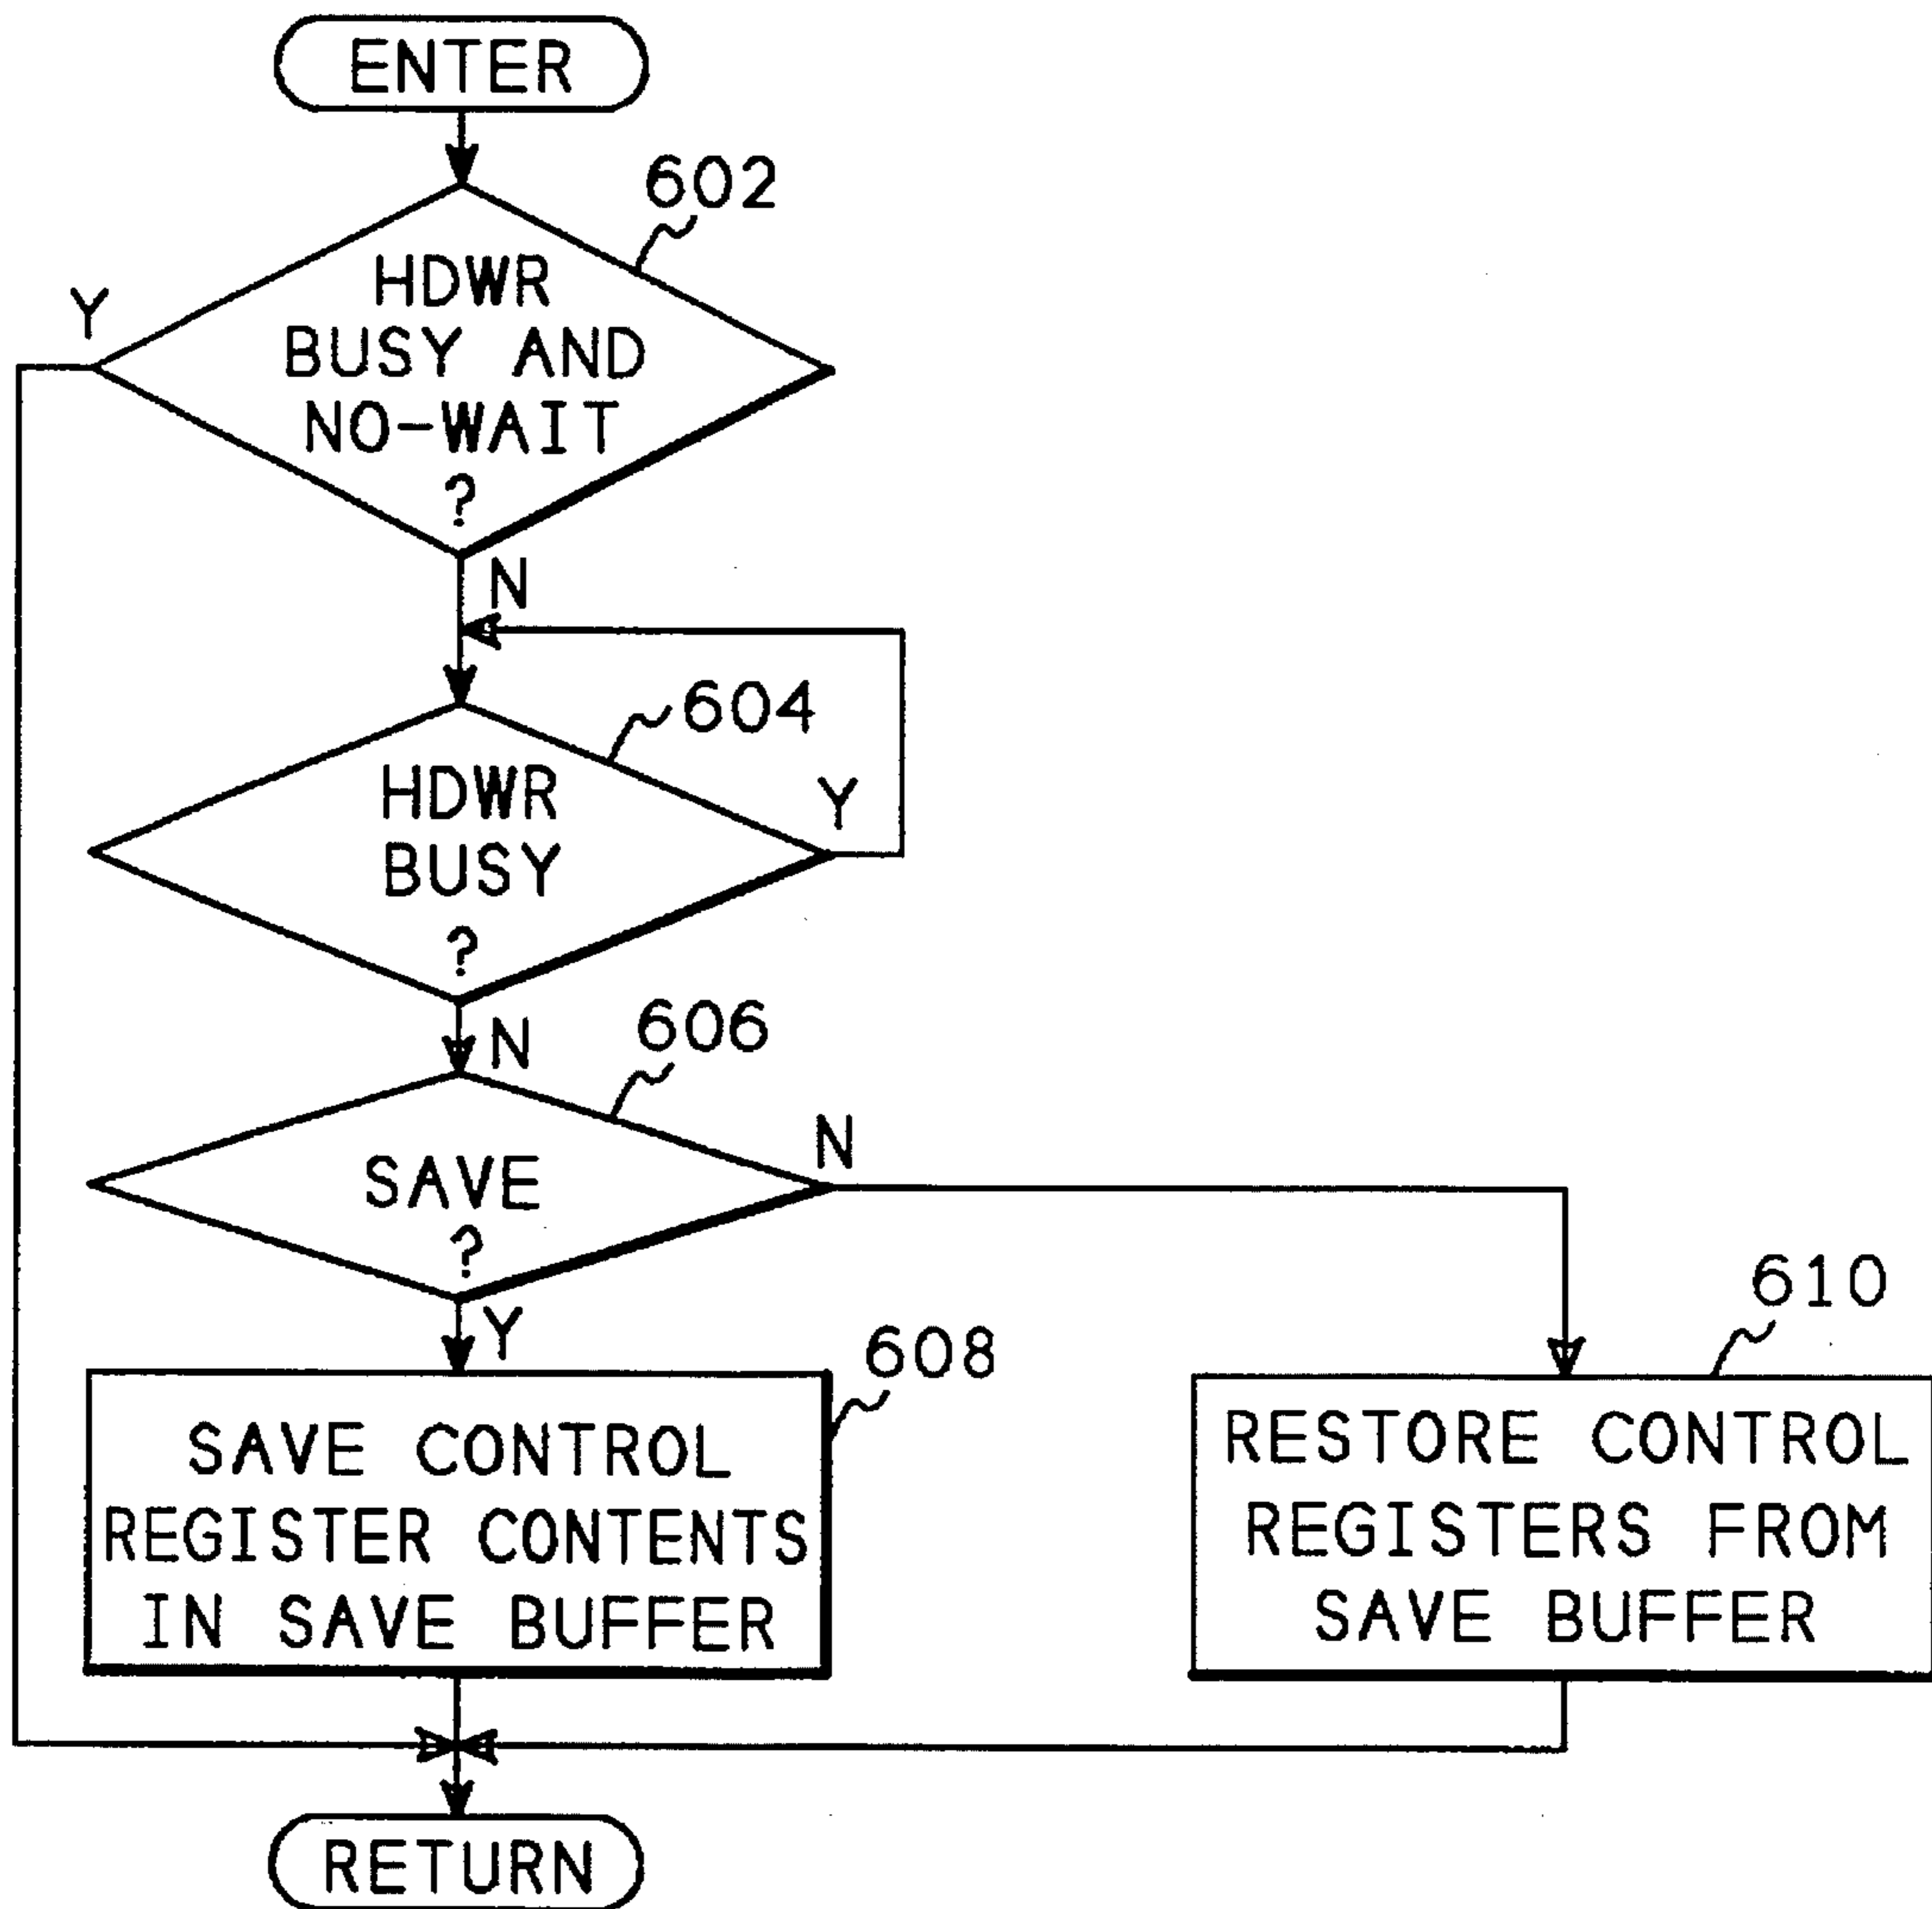 ENTER
602
HDWR
BUSY AND
NO-WAIT
?
Y
N
604
HDWR
BUSY
?
Y
N
606
SAVE
?
N
Y
608
SAVE CONTROL
REGISTER CONTENTS
IN SAVE BUFFER
610
RESTORE CONTROL
REGISTERS FROM
SAVE BUFFER
RETURN